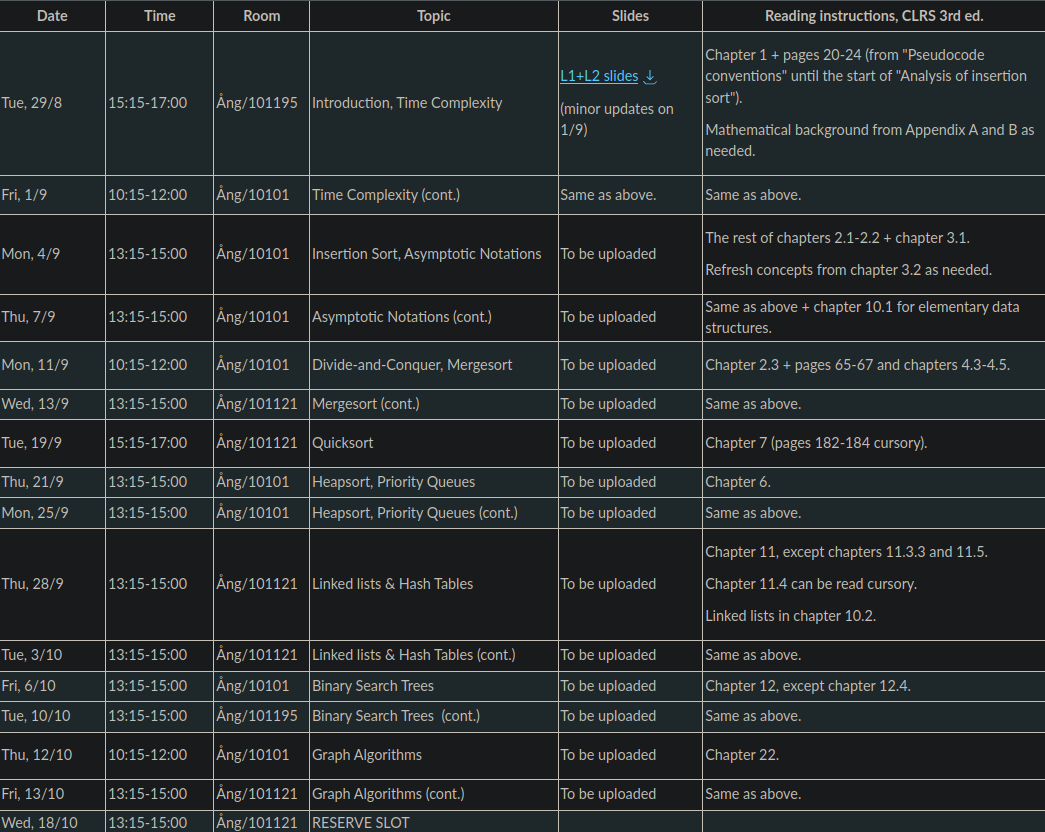 Date Time Room Topic Slides Reading instructions, CLRS 3rd ed.
Tue, 29/8 15:15-17:00 Ång/101195 Introduction, Time Complexity
L1+L2 slides
(minor updates on
1/9)
Chapter 1 + pages 20-24 (from "Pseudocode
conventions" until the start of "Analysis of insertion
sort").
Mathematical background from Appendix A and B as
needed.
Fri, 1/9 10:15-12:00 Ång/10101 Time Complexity (cont.) Same as above. Same as above.
Mon, 4/9 13:15-15:00 Ång/10101 Insertion Sort, Asymptotic Notations To be uploaded
The rest of chapters 2.1-2.2 + chapter 3.1.
Refresh concepts from chapter 3.2 as needed.
Thu, 7/9 13:15-15:00 Ång/10101 Asymptotic Notations (cont.) To be uploaded
Same as above + chapter 10.1 for elementary data
structures.
Mon, 11/9 10:15-12:00 Ång/10101 Divide-and-Conquer, Mergesort To be uploaded Chapter 2.3 + pages 65-67 and chapters 4.3-4.5.
Wed, 13/9 13:15-15:00 Ång/101121 Mergesort (cont.) To be uploaded Same as above.
Tue, 19/9 15:15-17:00 Ång/101121 Quicksort To be uploaded Chapter 7 (pages 182-184 cursory).
Thu, 21/9 13:15-15:00 Ång/10101 Heapsort, Priority Queues To be uploaded Chapter 6.
Mon, 25/9 13:15-15:00 Ång/10101 Heapsort, Priority Queues (cont.) To be uploaded Same as above.
Thu, 28/9 13:15-15:00 Ång/101121 Linked lists & Hash Tables To be uploaded
Chapter 11, except chapters 11.3.3 and 11.5.
Chapter 11.4 can be read cursory.
Linked lists in chapter 10.2.
Tue, 3/10 13:15-15:00 Ång/101121 Linked lists & Hash Tables (cont.) To be uploaded Same as above.
Fri, 6/10 13:15-15:00 Ång/10101 Binary Search Trees To be uploaded Chapter 12, except chapter 12.4.
Tue, 10/10 13:15-15:00 Ång/101195 Binary Search Trees (cont.) To be uploaded Same as above.
Thu, 12/10 10:15-12:00 Ång/10101 Graph Algorithms To be uploaded Chapter 22.
Fri, 13/10 13:15-15:00 Ång/101121 Graph Algorithms (cont.) To be uploaded Same as above.
Wed, 18/10 13:15-15:00 Ång/101121 RESERVE SLOT